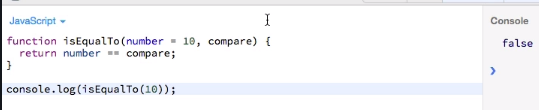 JavaScript
Console
function isEqualTo(number = 10, compare) {
  return number == compare;
}
console.log(isEqualTo(10));
false